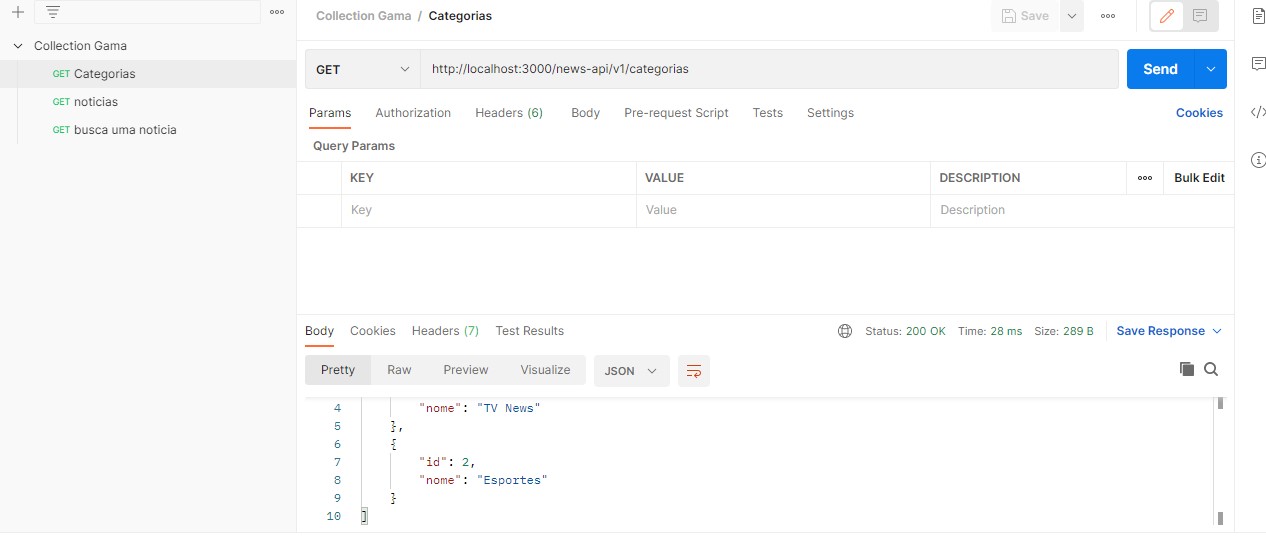 Collection Gama / Categorias
Save
Collection Gama
GET Categorias
GET noticias
GET busca uma noticia
GET http://localhost:3000/news-api/v1/categorias
Send
Params Authorization Headers (6) Body Pre-request Script Tests Settings Cookies
Query Params
KEY VALUE DESCRIPTION Bulk Edit
Key Value Description
Body Cookies Headers (7) Test Results Status: 200 OK Time: 28 ms Size: 289 B Save Response
Pretty Raw Preview Visualize JSON
4 "nome": "TV News"
5 },
6 {
7 "id": 2,
8 "nome": "Esportes"
9 }
10 ]